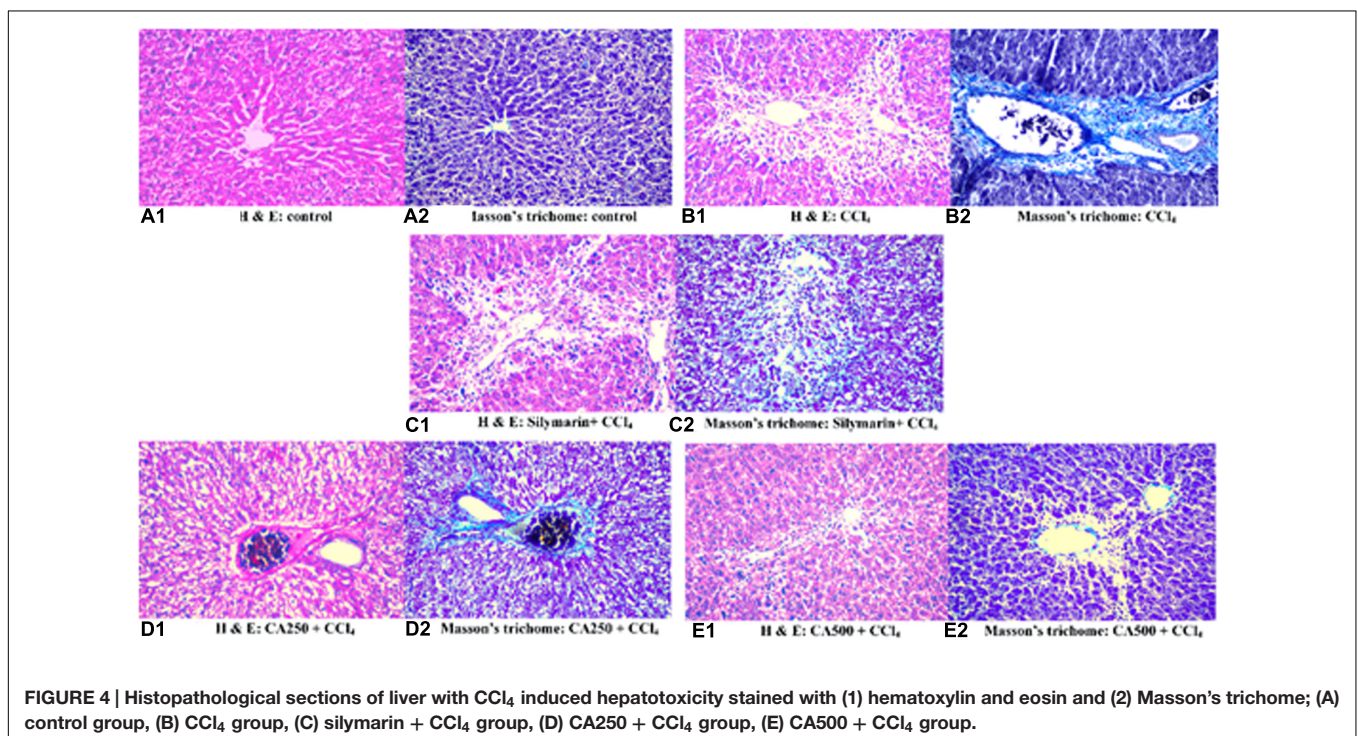 H & E: control
Iasson's trichome: control
H & E: CCl₄
Masson's trichome: CCl₄
A1 A2 B1 B2
H & E: Silymarin+ CCl₄
Masson's trichome: Silymarin+ CCl₄
C1 C2
H & E: CA250 + CCl₄
Masson's trichome: CA250 + CCl₄
H & E: CA500 + CCl₄
Masson's trichome: CA500 + CCl₄
D1 D2 E1 E2
FIGURE 4 | Histopathological sections of liver with CCl₄ induced hepatotoxicity stained with (1) hematoxylin and eosin and (2) Masson's trichome; (A)
control group, (B) CCl₄ group, (C) silymarin + CCl₄ group, (D) CA250 + CCl₄ group, (E) CA500 + CCl₄ group.